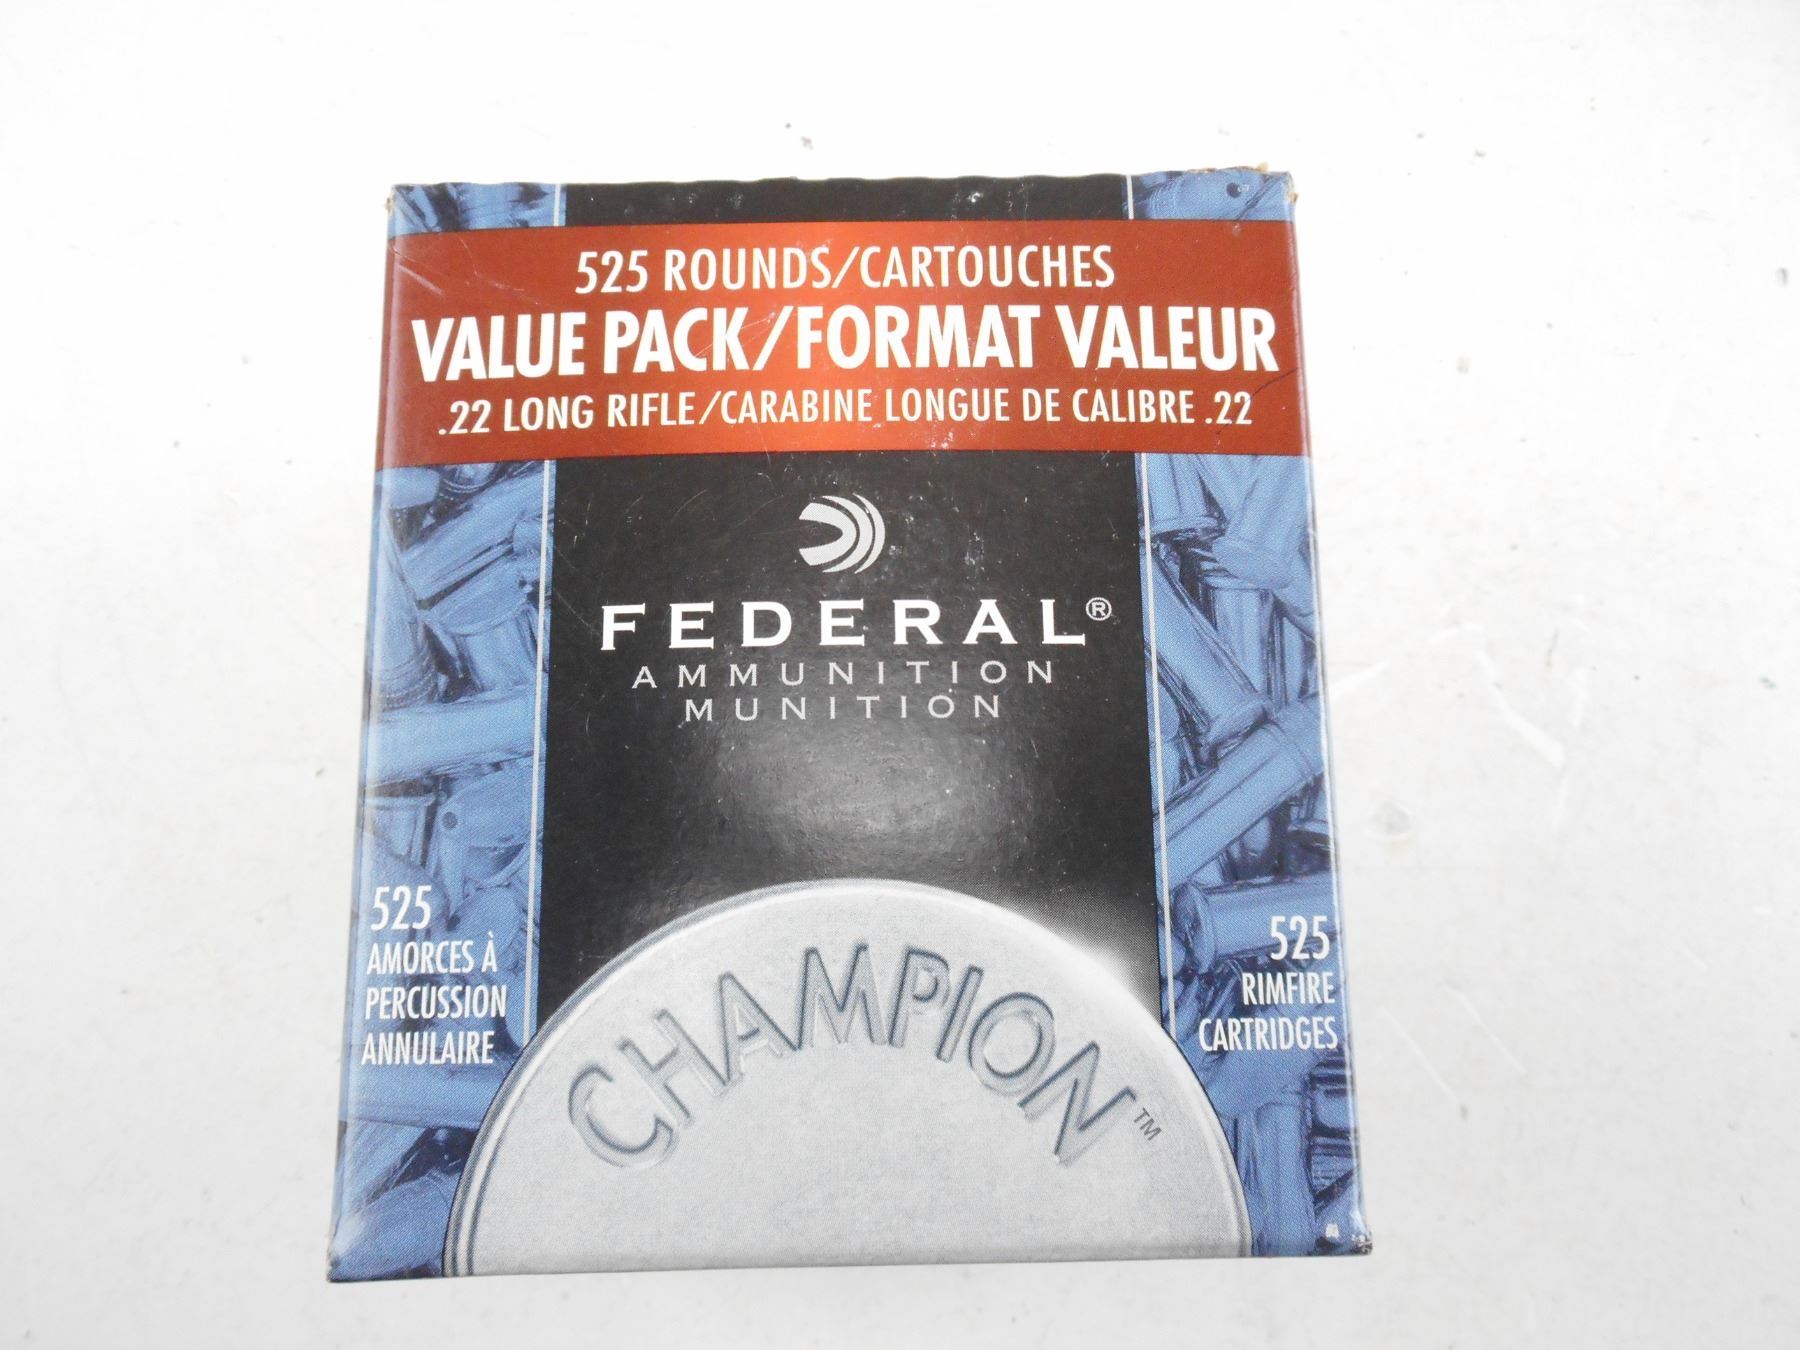 525 ROUNDS/CARTOUCHES
VALUE PACK/FORMAT VALEUR
.22 LONG RIFLE/CARABINE LONGUE DE CALIBRE .22
FEDERAL®
AMMUNITION
MUNITION
525
AMORCES À
PERCUSSION
ANNULAIRE
525
RIMFIRE
CARTRIDGES
CHAMPION™